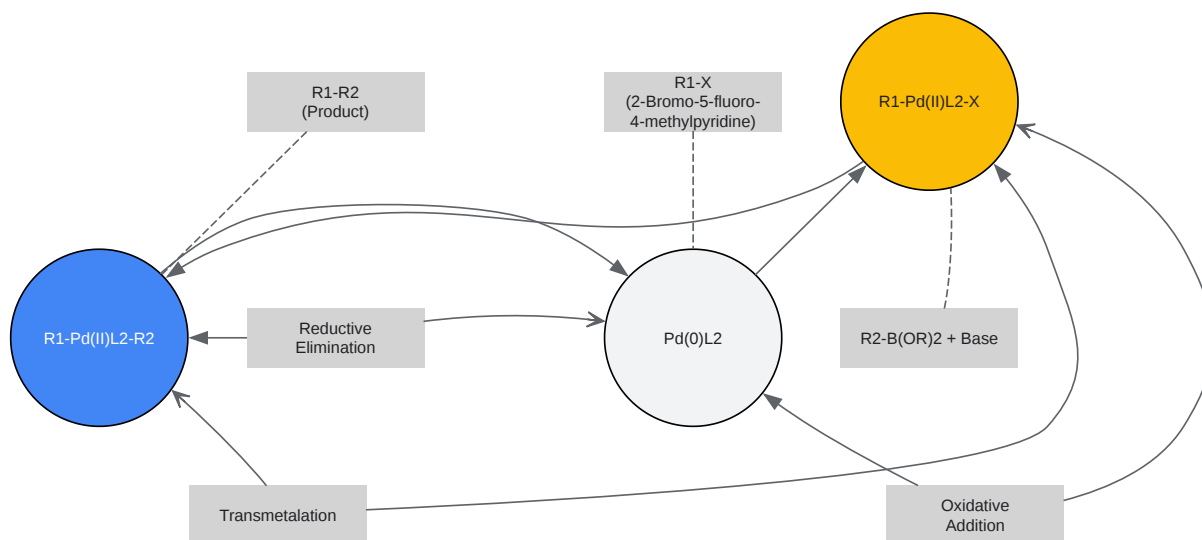 R1-R2
(Product)
R1-X
(2-Bromo-5-fluoro-
4-methylpyridine)
R1-Pd(II)L2-X
R1-Pd(II)L2-R2
Reductive
Elimination
Pd(0)L2
R2-B(OR)2 + Base
Transmetalation
Oxidative
Addition